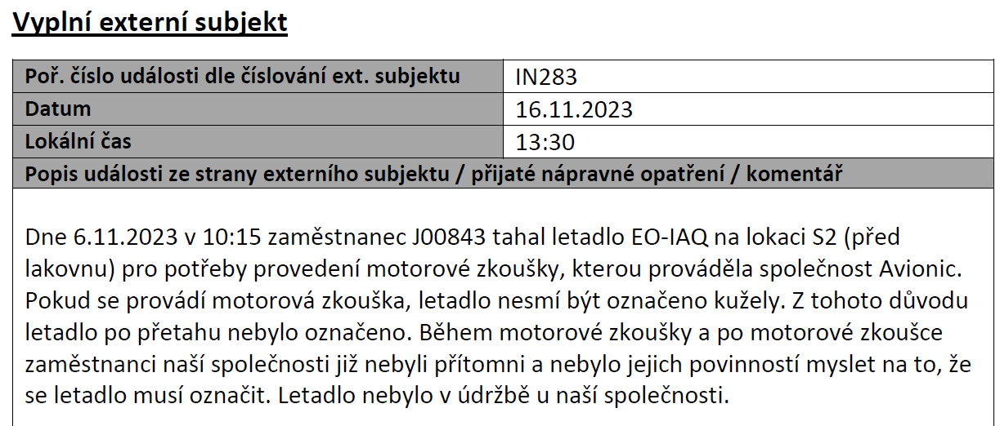 Vyplní externí subjekt
Poř. číslo události dle číslování ext. subjektu IN283
Datum 16.11.2023
Lokální čas 13:30
Popis události ze strany externího subjektu / přijaté nápravné opatření / komentář
Dne 6.11.2023 v 10:15 zaměstnanec J00843 tahal letadlo EO-IAQ na lokaci S2 (před
lakovnu) pro potřeby provedení motorové zkoušky, kterou prováděla společnost Avionic.
Pokud se provádí motorová zkouška, letadlo nesmí být označeno kužely. Z tohoto důvodu
letadlo po přetahu nebylo označeno. Během motorové zkoušky a po motorové zkoušce
zaměstnanci naší společnosti již nebyli přítomni a nebylo jejich povinností myslet na to, že
se letadlo musí označit. Letadlo nebylo v údržbě u naší společnosti.